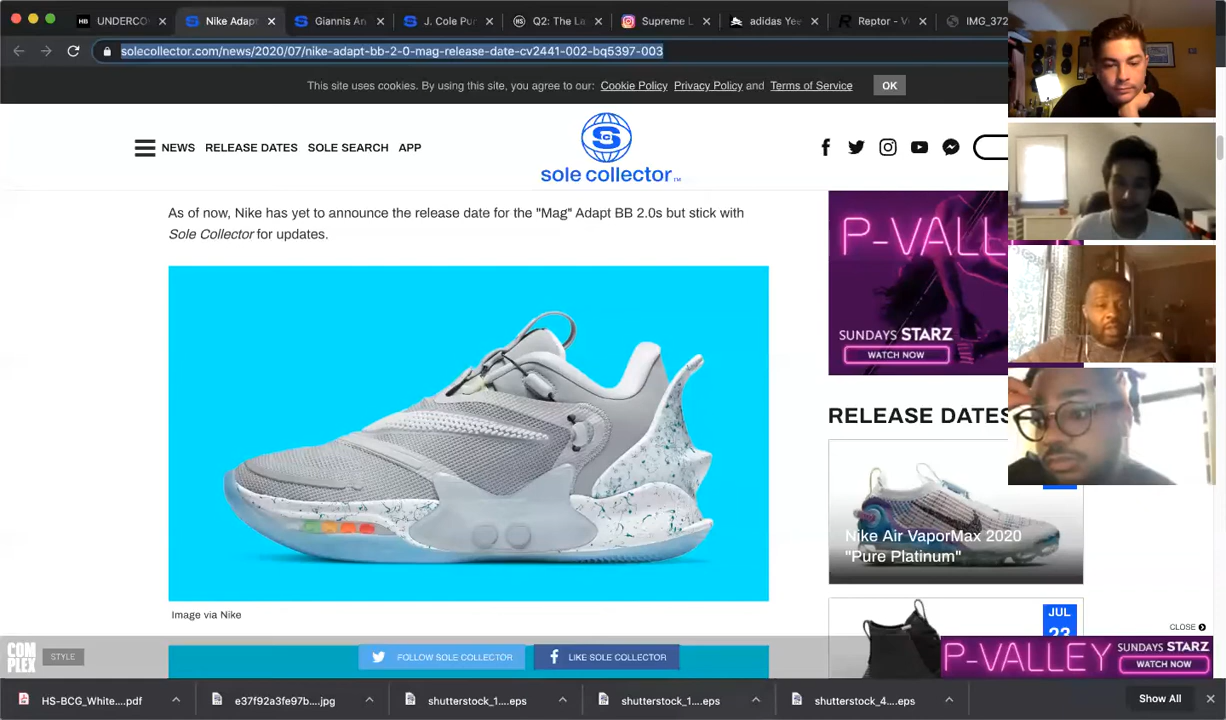 UNDERCO
Nike Adapt
Giannis An
J. Cole Pu
Q2: The La
Supreme L
adidas Yee
Reptor - V
IMG_372
solecollector.com/news/2020/07/nike-adapt-bb-2-0-mag-release-date-cv2441-002-bq5397-003
This site uses cookies. By using this site, you agree to our: Cookie Policy Privacy Policy and Terms of Service OK
NEWS RELEASE DATES SOLE SEARCH APP
sole collector™
As of now, Nike has yet to announce the release date for the "Mag" Adapt BB 2.0s but stick with
Sole Collector for updates.
P-VALL
SUNDAYS STARZ
WATCH NOW
RELEASE DATES
Nike Air VaporMax 2020
"Pure Platinum"
Image via Nike
JUL
23
CLOSE
COM
PLEX
STYLE
FOLLOW SOLE COLLECTOR
LIKE SOLE COLLECTOR
P-VALLEY
SUNDAYS STARZ
WATCH NOW
HS-BCG_White....pdf
e37f92a3fe97b....jpg
shutterstock_1....eps
shutterstock_1....eps
shutterstock_4....eps
Show All